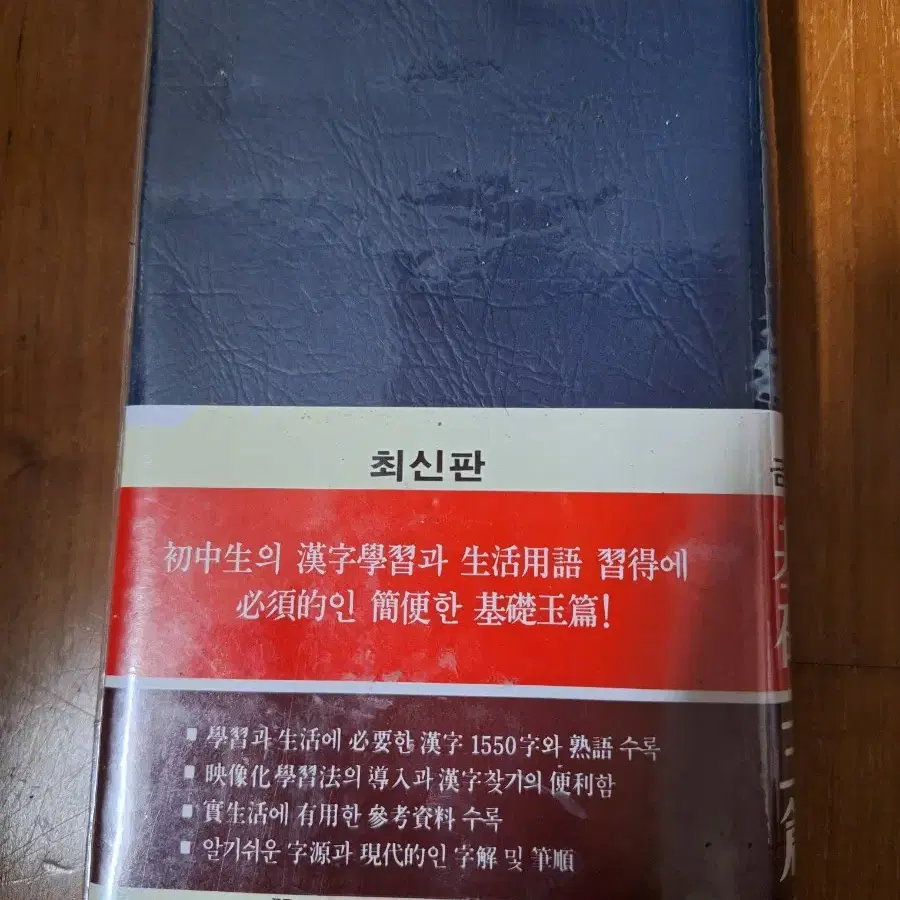 최신판
初中生의 漢字學習과 生活用語 習得에
必須的인 簡便한 基礎玉篇!
▪ 學習과 生活에 必要한 漢字 1550字와 熟語 수록
▪ 映像化 學習法의 導入과 漢字찾기의 便利함
▪ 實生活에 有用한 參考資料 수록
▪ 알기쉬운 字源과 現代的인 字解 및 筆順